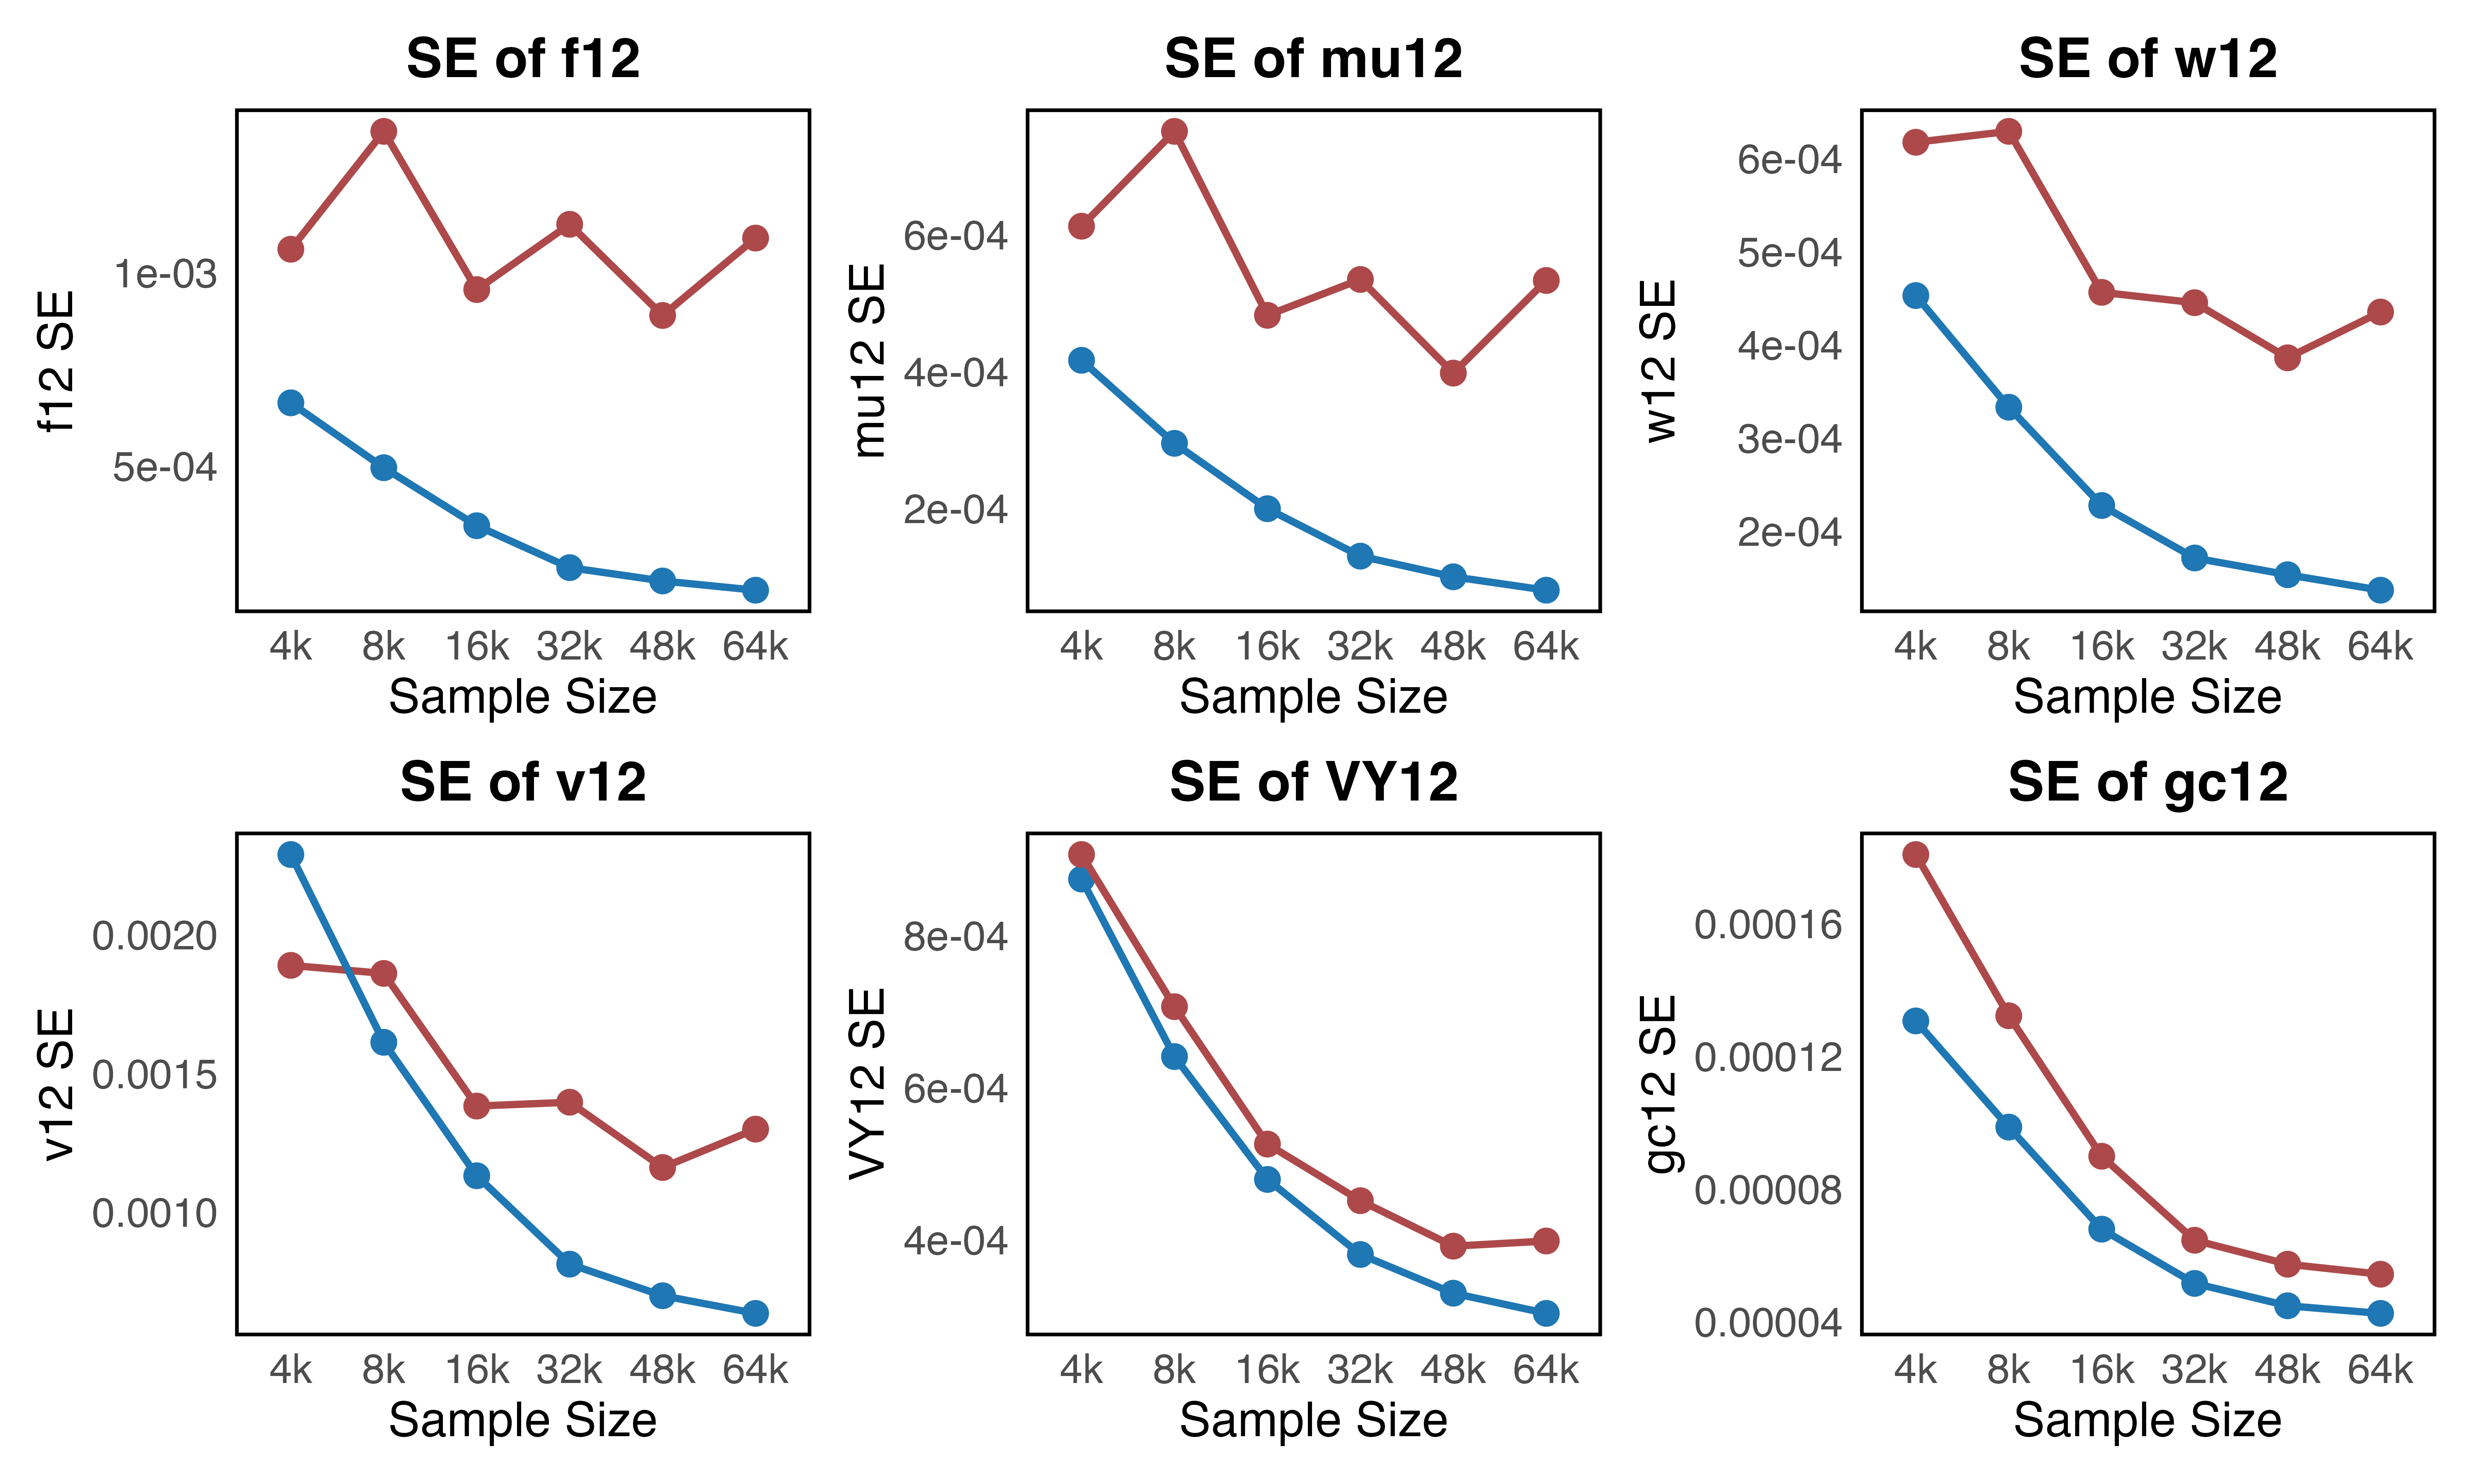 SE of f12
SE of mu12
SE of w12
f12 SE
1e-03
5e-04
mu12 SE
6e-04
4e-04
2e-04
w12 SE
6e-04
5e-04
4e-04
3e-04
2e-04
4k 8k 16k 32k 48k 64k
4k 8k 16k 32k 48k 64k
4k 8k 16k 32k 48k 64k
Sample Size
Sample Size
Sample Size
SE of v12
SE of VY12
SE of gc12
v12 SE
0.0020
0.0015
0.0010
VY12 SE
8e-04
6e-04
4e-04
gc12 SE
0.00016
0.00012
0.00008
0.00004
4k 8k 16k 32k 48k 64k
4k 8k 16k 32k 48k 64k
4k 8k 16k 32k 48k 64k
Sample Size
Sample Size
Sample Size